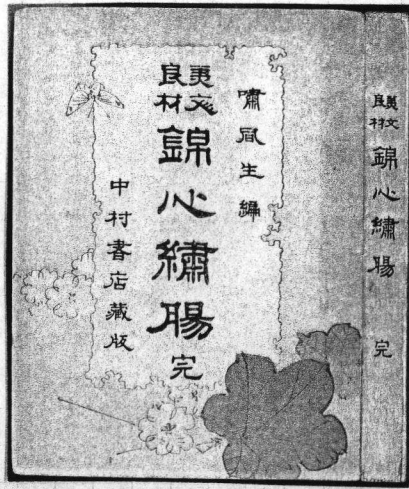 美文
良材
錦心繡腸 完
嘯風生編
美文
良材
錦心繡腸 完
中村書店藏版